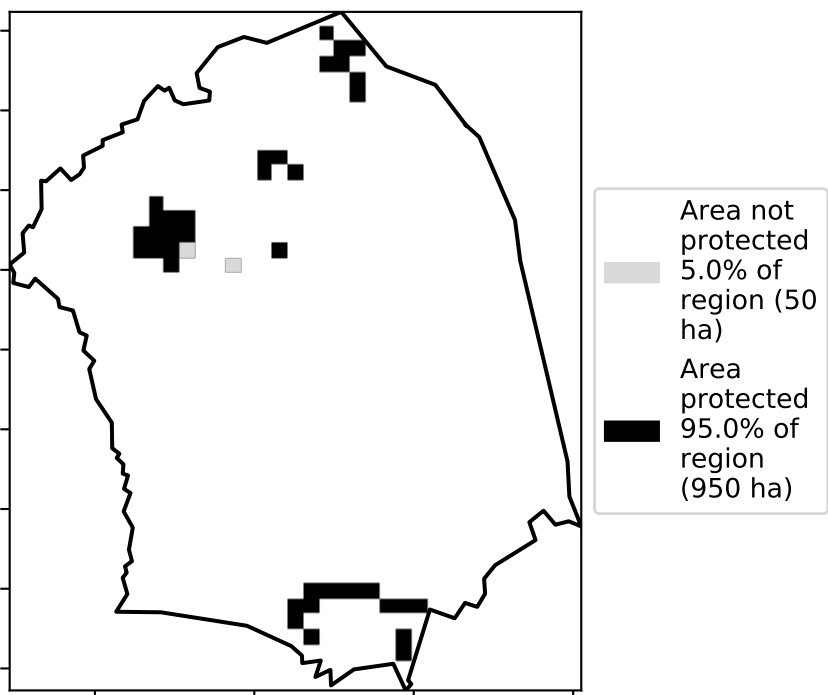 Area not
protected
5.0% of
region (50
ha)
Area
protected
95.0% of
region
(950 ha)